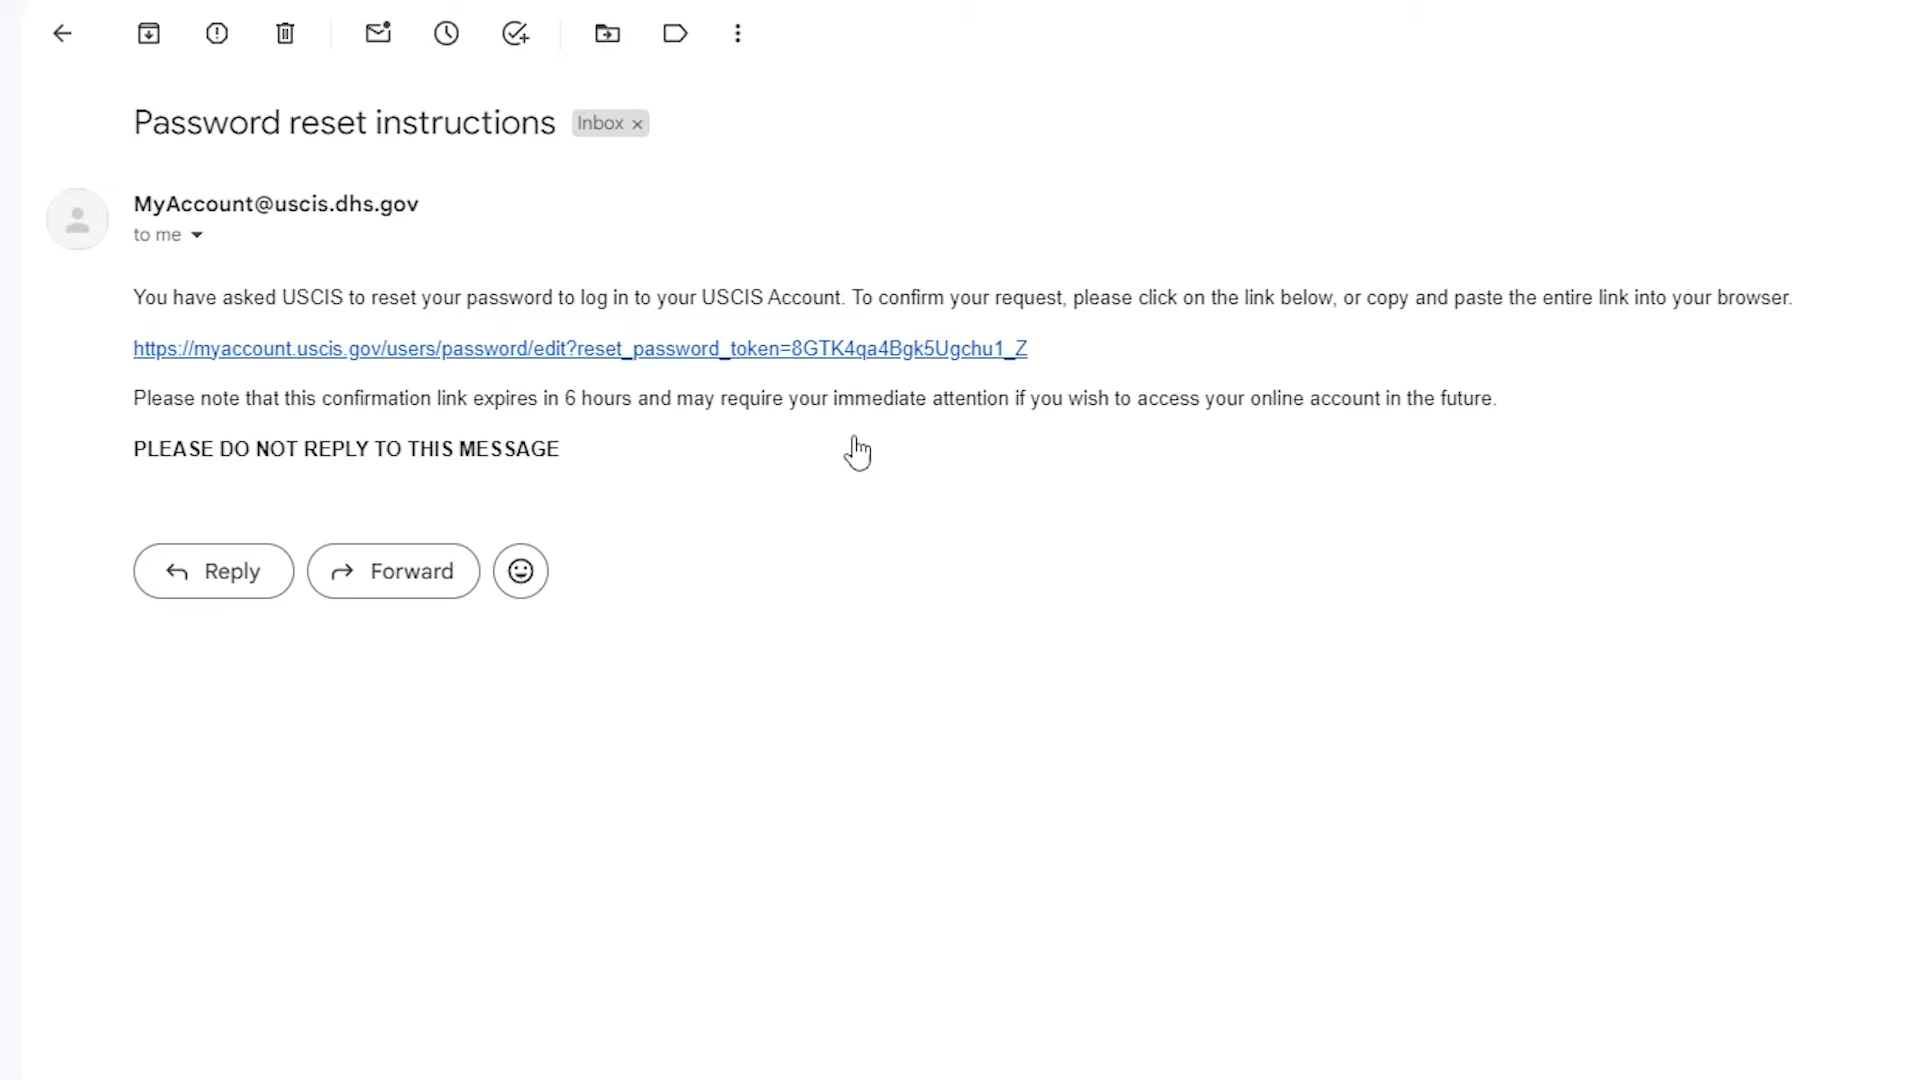 Password reset instructions Inbox ×
MyAccount@uscis.dhs.gov
to me
You have asked USCIS to reset your password to log in to your USCIS Account. To confirm your request, please click on the link below, or copy and paste the entire link into your browser.
https://myaccount.uscis.gov/users/password/edit?reset_password_token=8GTK4qa4Bgk5Ugchu1_Z
Please note that this confirmation link expires in 6 hours and may require your immediate attention if you wish to access your online account in the future.
PLEASE DO NOT REPLY TO THIS MESSAGE
Reply Forward